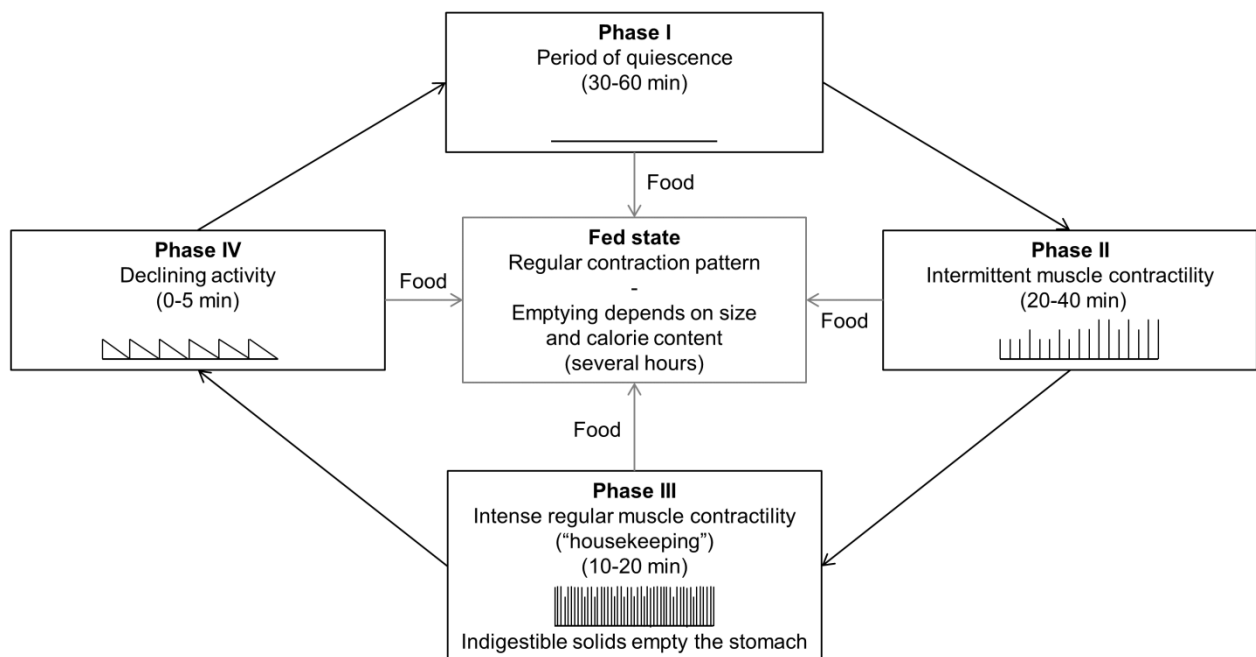 Phase I
Period of quiescence
(30-60 min)
Food
Phase IV
Declining activity
(0-5 min)
Food
Fed state
Regular contraction pattern
-
Emptying depends on size
and calorie content
(several hours)
Food
Phase II
Intermittent muscle contractility
(20-40 min)
Food
Phase III
Intense regular muscle contractility
(“housekeeping”)
(10-20 min)
Indigestible solids empty the stomach